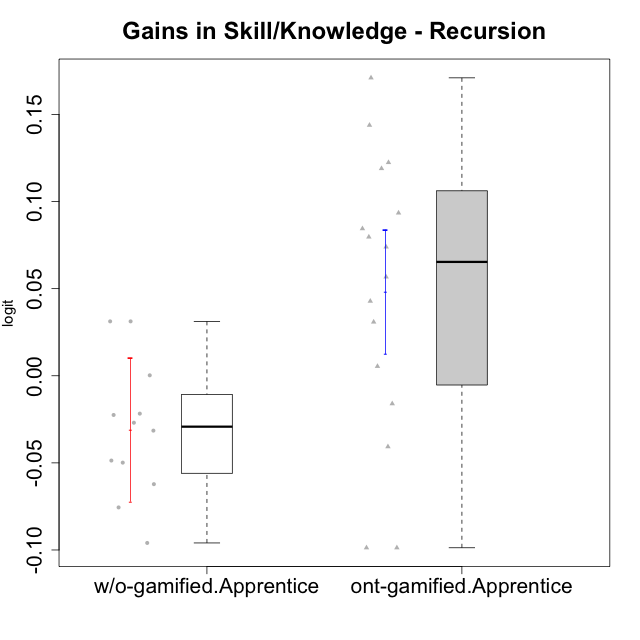 Gains in Skill/Knowledge - Recursion
logit
0.15
0.10
0.05
0.00
-0.05
-0.10
w/o-gamified.Apprentice
ont-gamified.Apprentice